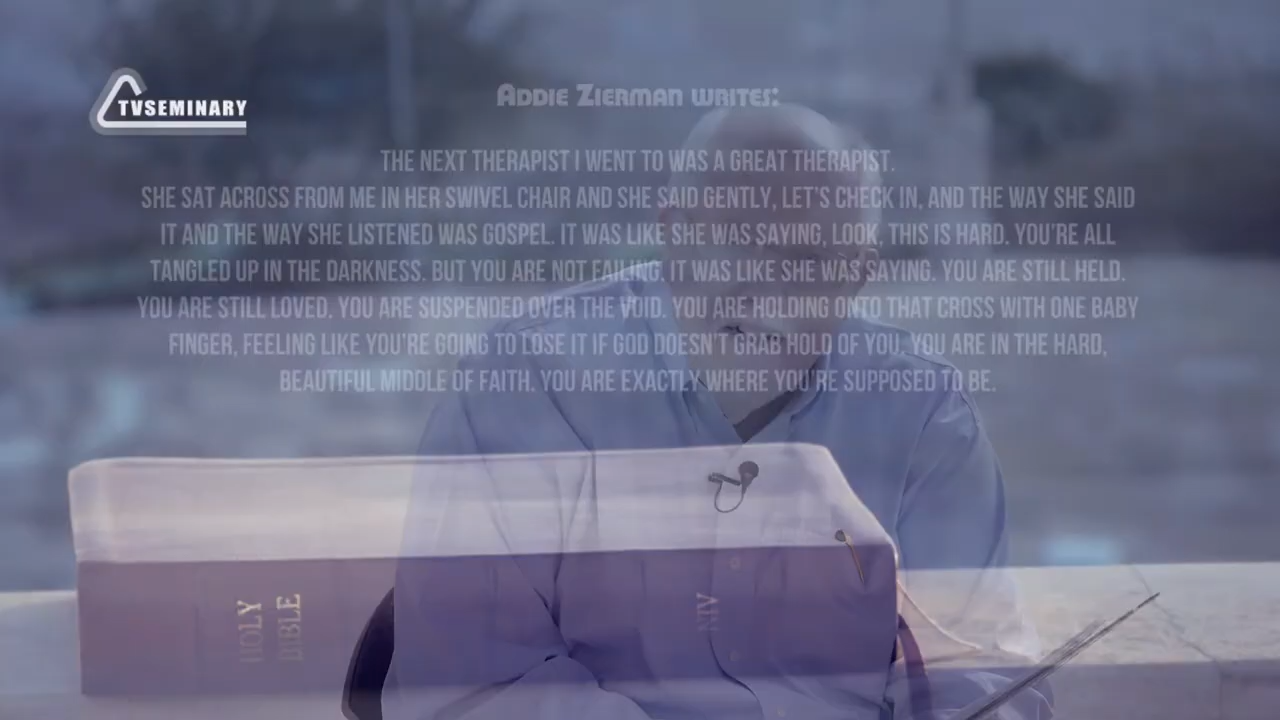 TVSEMINARY
ADDIE ZIERMAN WRITES:
THE NEXT THERAPIST I WENT TO WAS A GREAT THERAPIST.
SHE SAT ACROSS FROM ME IN HER SWIVEL CHAIR AND SHE SAID GENTLY, LET'S CHECK IN, AND THE WAY SHE SAID
IT AND THE WAY SHE LISTENED WAS GOSPEL. IT WAS LIKE SHE WAS SAYING, LOOK, THIS IS HARD. YOU'RE ALL
TANGLED UP IN THE DARKNESS. BUT YOU ARE NOT FAILING. IT WAS LIKE SHE WAS SAYING. YOU ARE STILL HELD.
YOU ARE STILL LOVED. YOU ARE SUSPENDED OVER THE VOID. YOU ARE HOLDING ONTO THAT CROSS WITH ONE BABY
FINGER, FEELING LIKE YOU'RE GOING TO LOSE IT IF GOD DOESN'T GRAB HOLD OF YOU. YOU ARE IN THE HARD,
BEAUTIFUL MIDDLE OF FAITH. YOU ARE EXACTLY WHERE YOU'RE SUPPOSED TO BE.
HOLY
BIBLE
NIV